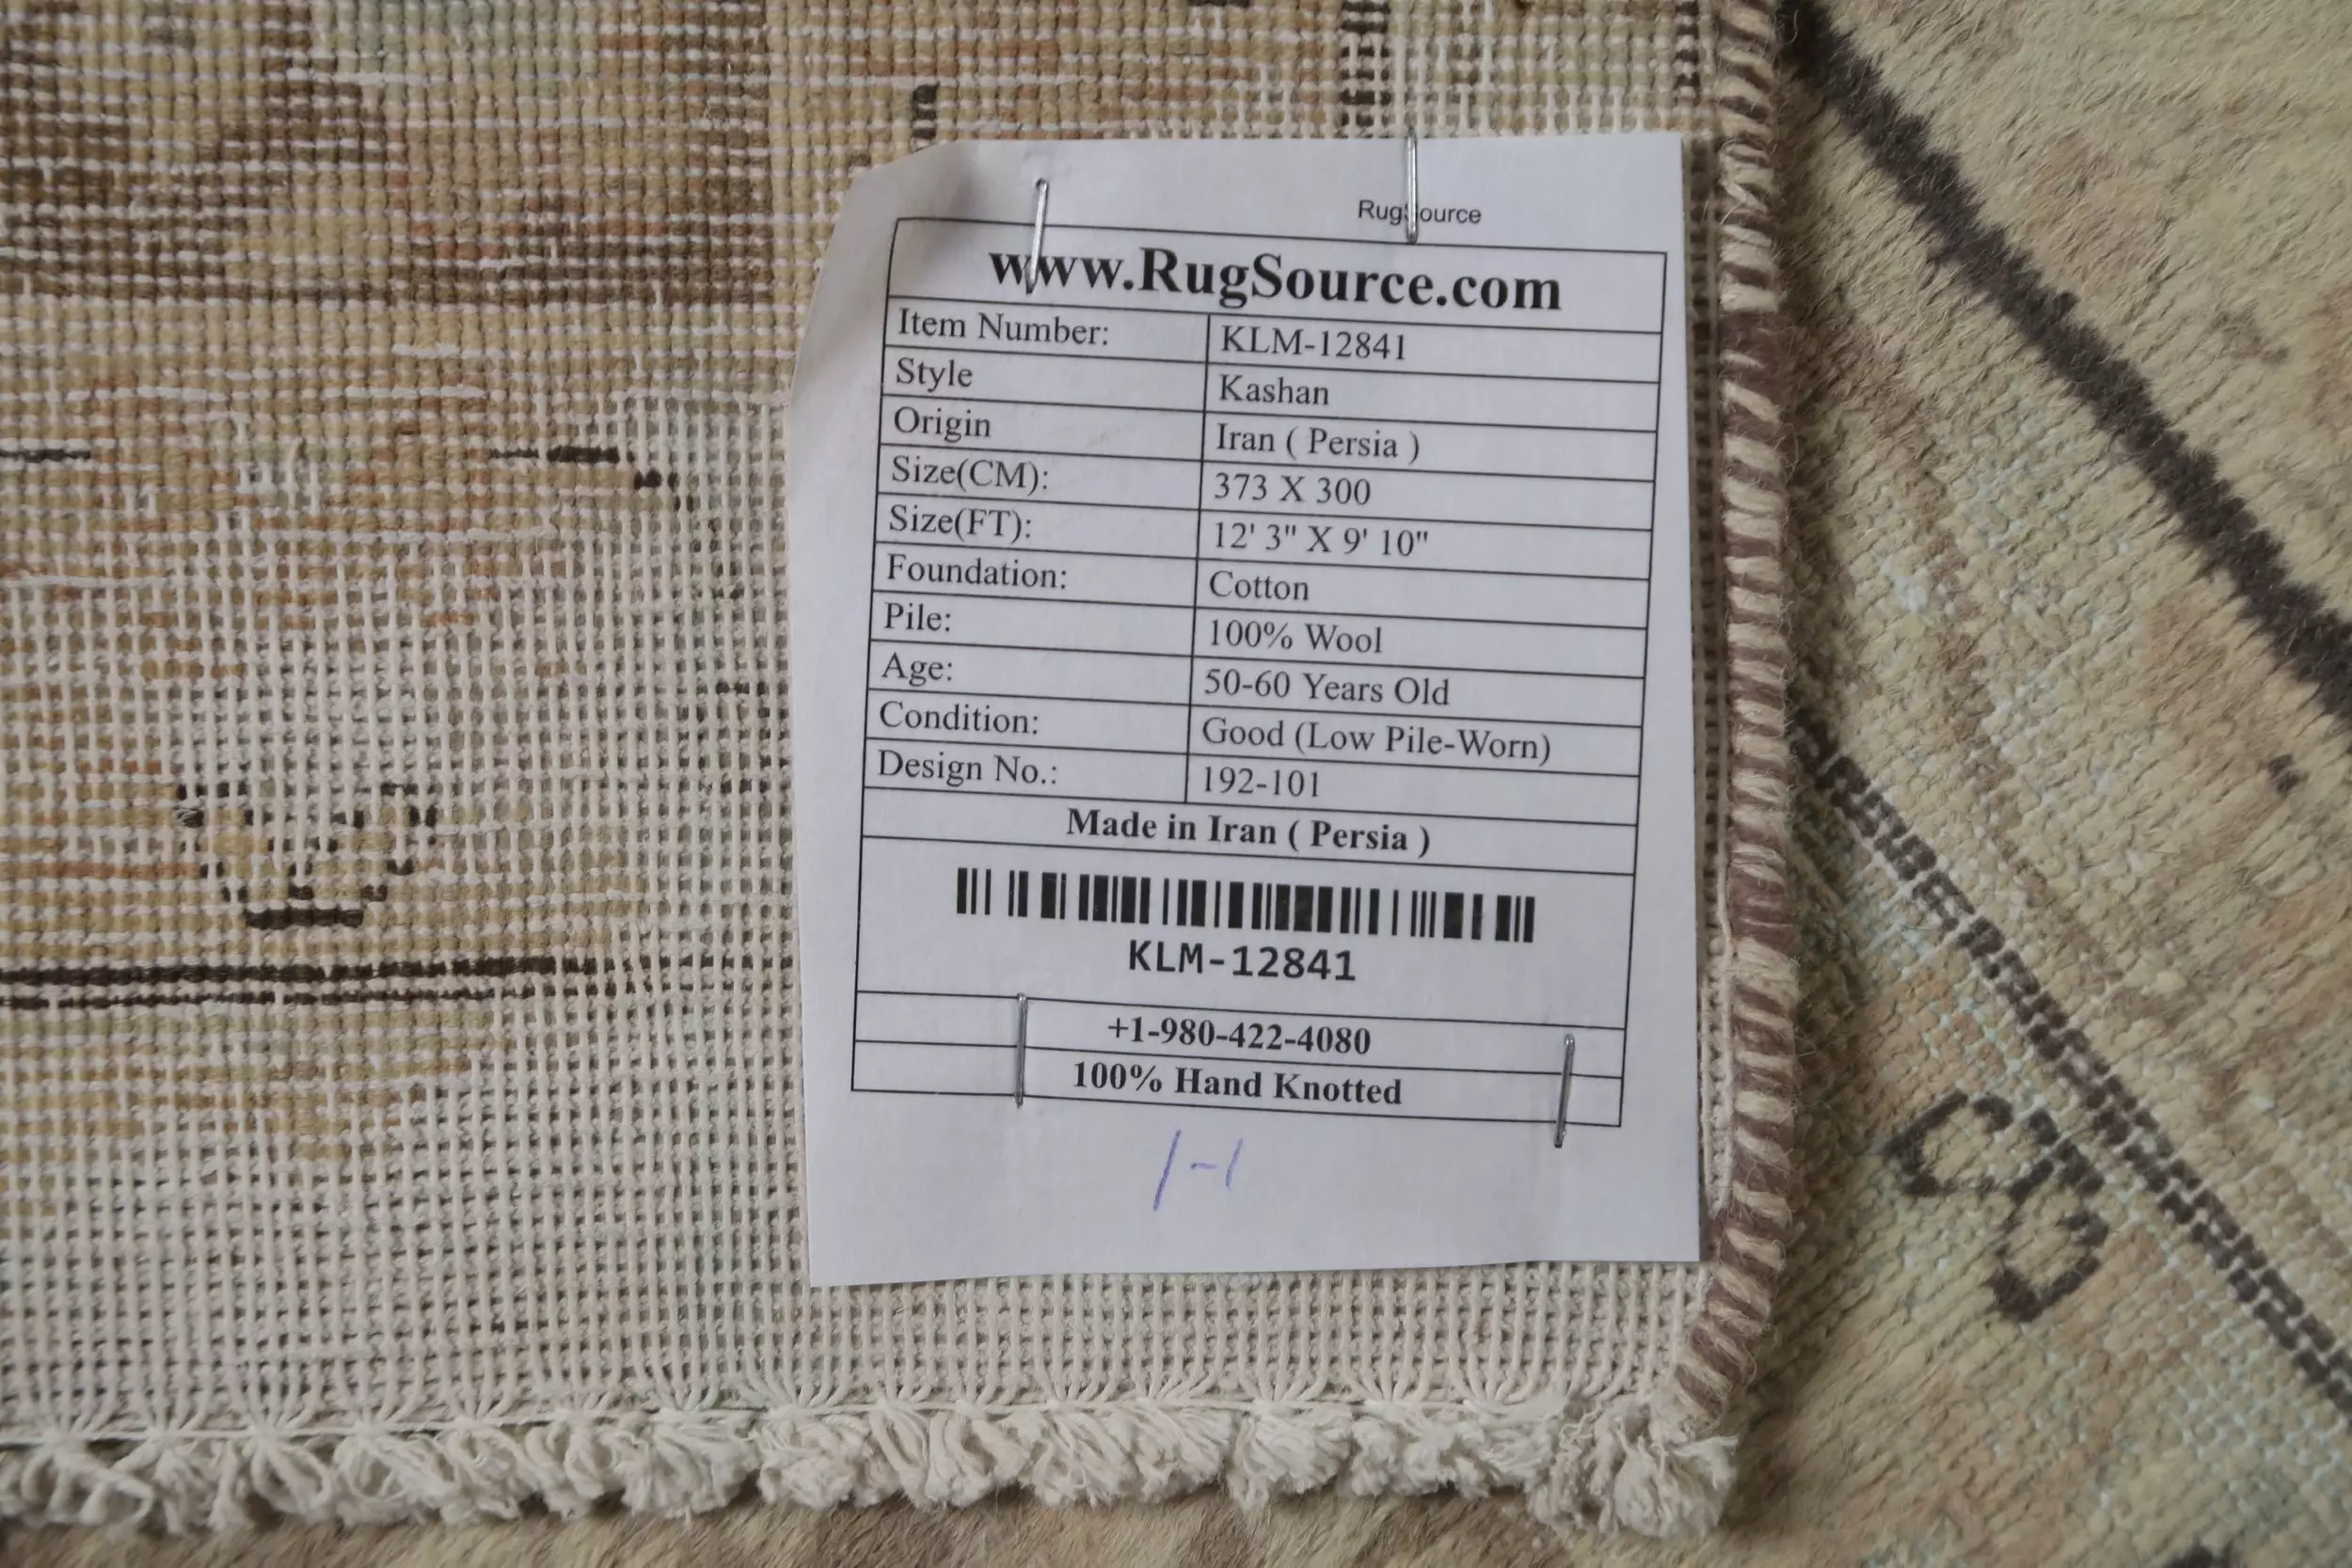 RugSource
www.RugSource.com
Item Number: KLM-12841
Style Kashan
Origin Iran ( Persia )
Size(CM): 373 X 300
Size(FT): 12' 3" X 9' 10"
Foundation: Cotton
Pile: 100% Wool
Age: 50-60 Years Old
Condition: Good (Low Pile-Worn)
Design No.: 192-101
Made in Iran ( Persia )
KLM-12841
+1-980-422-4080
100% Hand Knotted
1-1